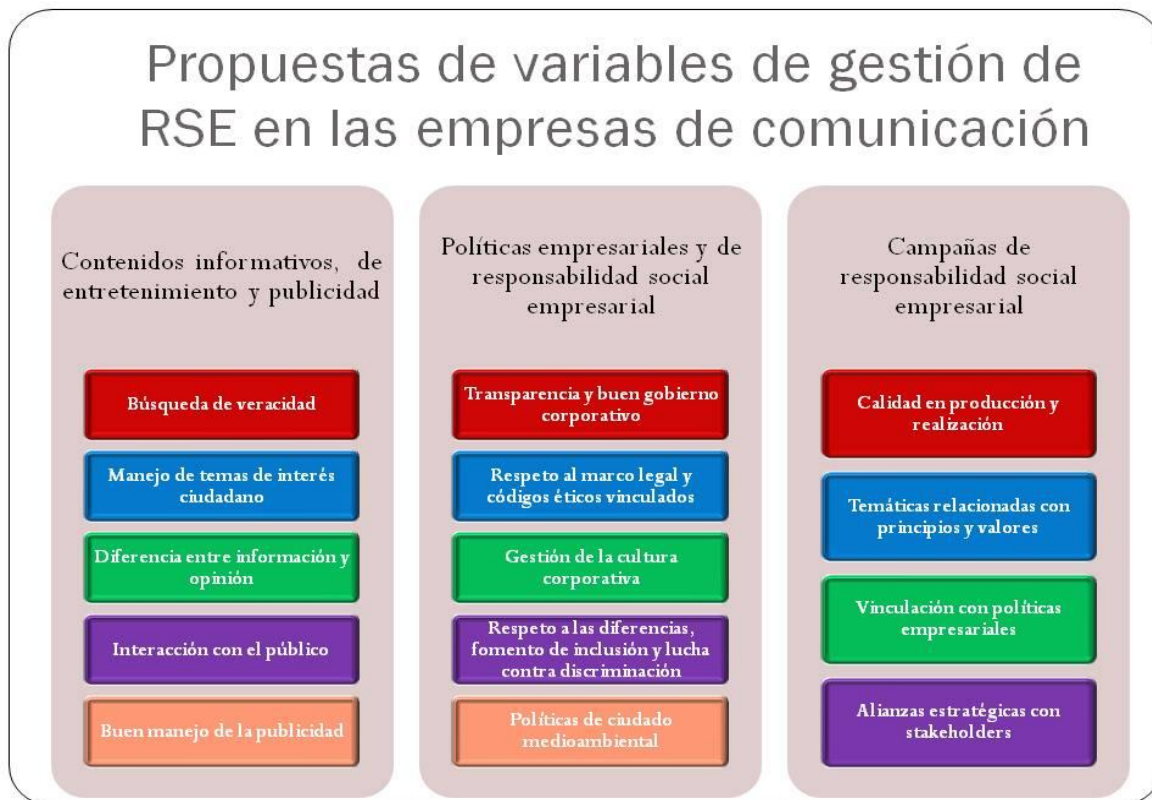 Propuestas de variables de gestión de
RSE en las empresas de comunicación
Contenidos informativos, de
entretenimiento y publicidad
Búsqueda de veracidad
Manejo de temas de interés
ciudadano
Diferencia entre información y
opinión
Interacción con el público
Buen manejo de la publicidad
Políticas empresariales y de
responsabilidad social
empresarial
Transparencia y buen gobierno
corporativo
Respeto al marco legal y
códigos éticos vinculados
Gestión de la cultura
corporativa
Respeto a las diferencias,
fomento de inclusión y lucha
contra discriminación
Políticas de ciudado
medioambiental
Campañas de
responsabilidad social
empresarial
Calidad en producción y
realización
Temáticas relacionadas con
principios y valores
Vinculación con políticas
empresariales
Alianzas estratégicas con
stakeholders